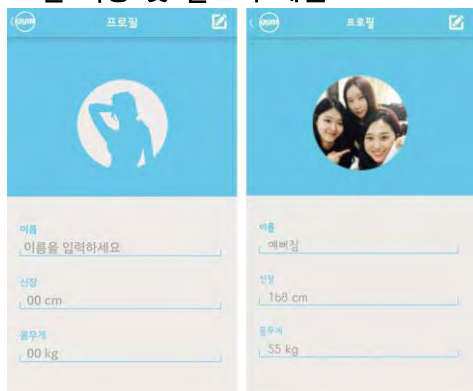 프로필
이름
이름을 입력하세요
신장
00 cm
몸무게
00 kg
프로필
이름
예뻐짐
신장
168 cm
몸무게
55 kg